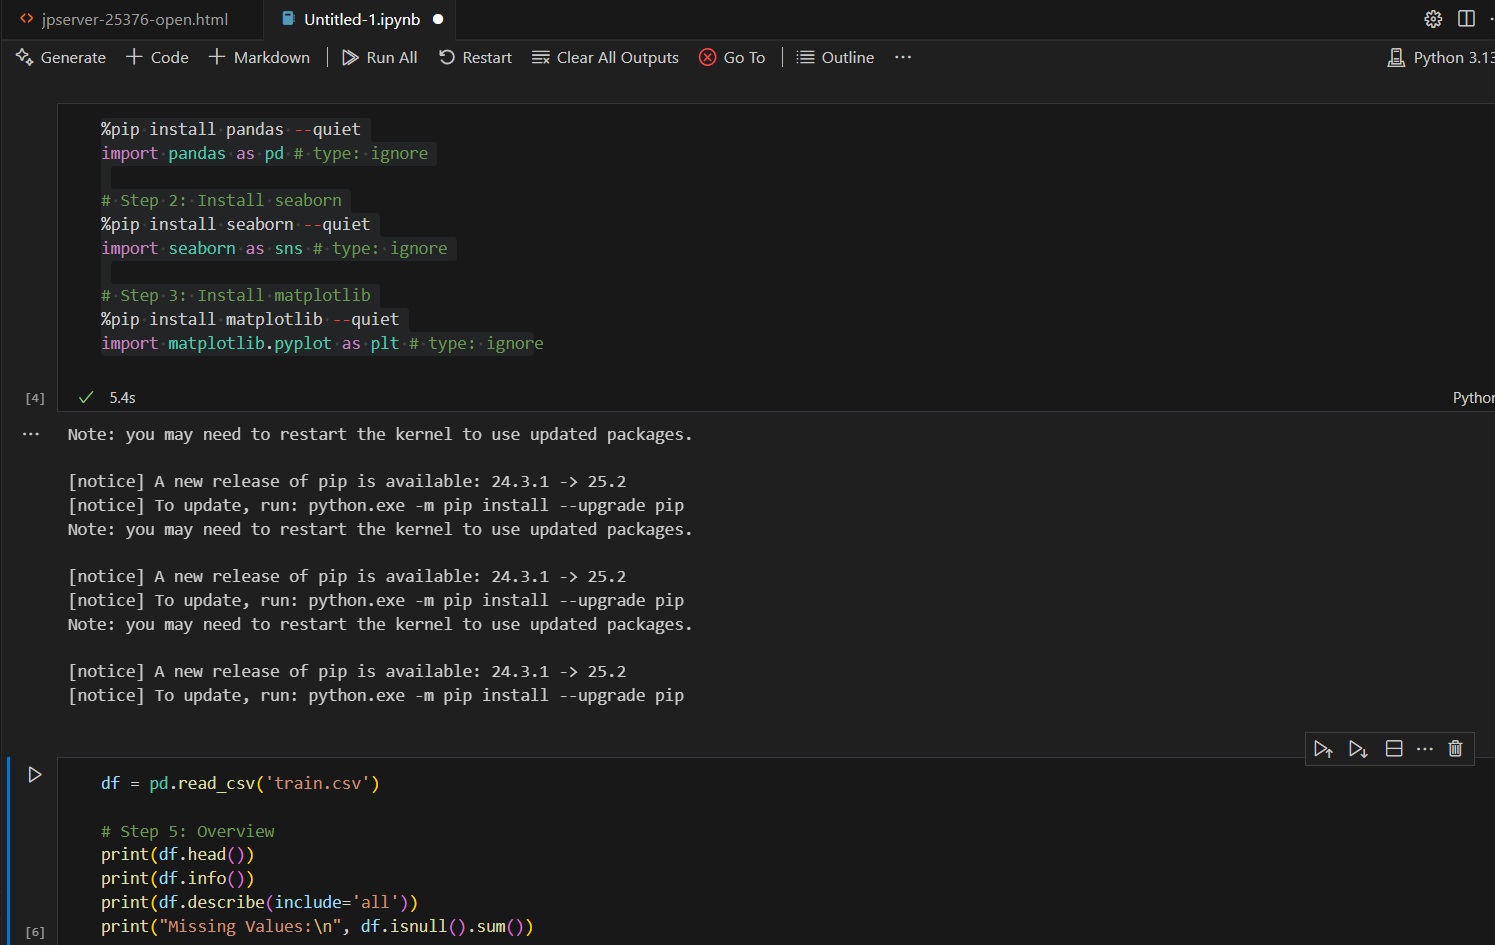 jpserver-25376-open.html
Untitled-1.ipynb
Generate + Code + Markdown | Run All Restart Clear All Outputs Go To | Outline ... Python 3.13
%pip install pandas --quiet
import pandas as pd # type: ignore
# Step 2: Install seaborn
%pip install seaborn --quiet
import seaborn as sns # type: ignore
# Step 3: Install matplotlib
%pip install matplotlib --quiet
import matplotlib.pyplot as plt # type: ignore
[4] 5.4s
Python
Note: you may need to restart the kernel to use updated packages.
[notice] A new release of pip is available: 24.3.1 -> 25.2
[notice] To update, run: python.exe -m pip install --upgrade pip
Note: you may need to restart the kernel to use updated packages.
[notice] A new release of pip is available: 24.3.1 -> 25.2
[notice] To update, run: python.exe -m pip install --upgrade pip
Note: you may need to restart the kernel to use updated packages.
[notice] A new release of pip is available: 24.3.1 -> 25.2
[notice] To update, run: python.exe -m pip install --upgrade pip
df = pd.read_csv('train.csv')
# Step 5: Overview
print(df.head())
print(df.info())
print(df.describe(include='all'))
print("Missing Values:\n", df.isnull().sum())
[6]